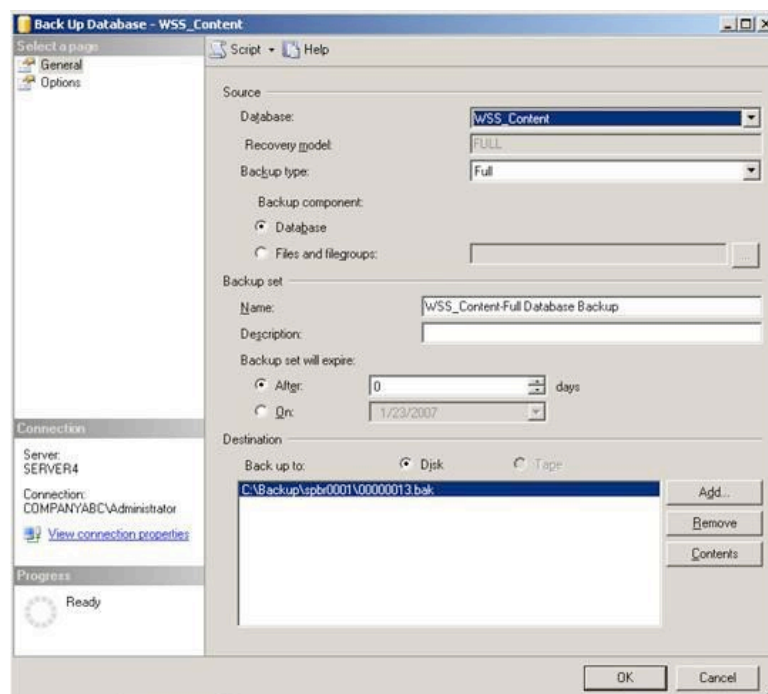 Back Up Database - WSS_Content
Select a page
General
Options
Script
Help
Source
Database: WSS_Content
Recovery model: FULL
Backup type: Full
Backup component:
Database
Files and filegroups:
...
Backup set
Name: WSS_Content-Full Database Backup
Description:
Backup set will expire:
After: 0 days
On: 1/23/2007
Destination
Back up to: Disk Tape
C:\Backup\spbr0001\00000013.bak
Add...
Remove
Contents
Connection
Server:
SERVER4
Connection:
COMPANYABC\Administrator
View connection properties
Progress
Ready
OK
Cancel